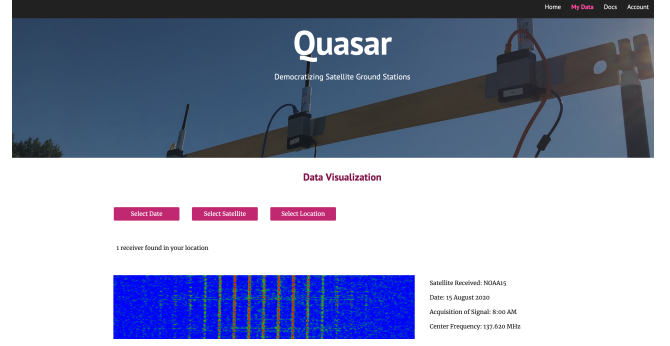 Home My Data Docs Account
Quasar
Democratizing Satellite Ground Stations
Data Visualization
Select Date Select Satellite Select Location
1 receiver found in your location
Satellite Received: NOAA15
Date: 15 August 2020
Acquisition of Signal: 8:00 AM
Center Frequency: 137.620 MHz